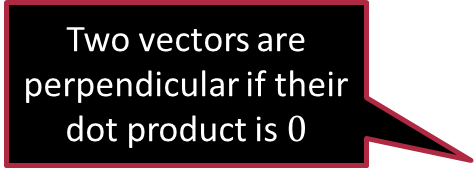 Two vectors are
perpendicular if their
dot product is 0